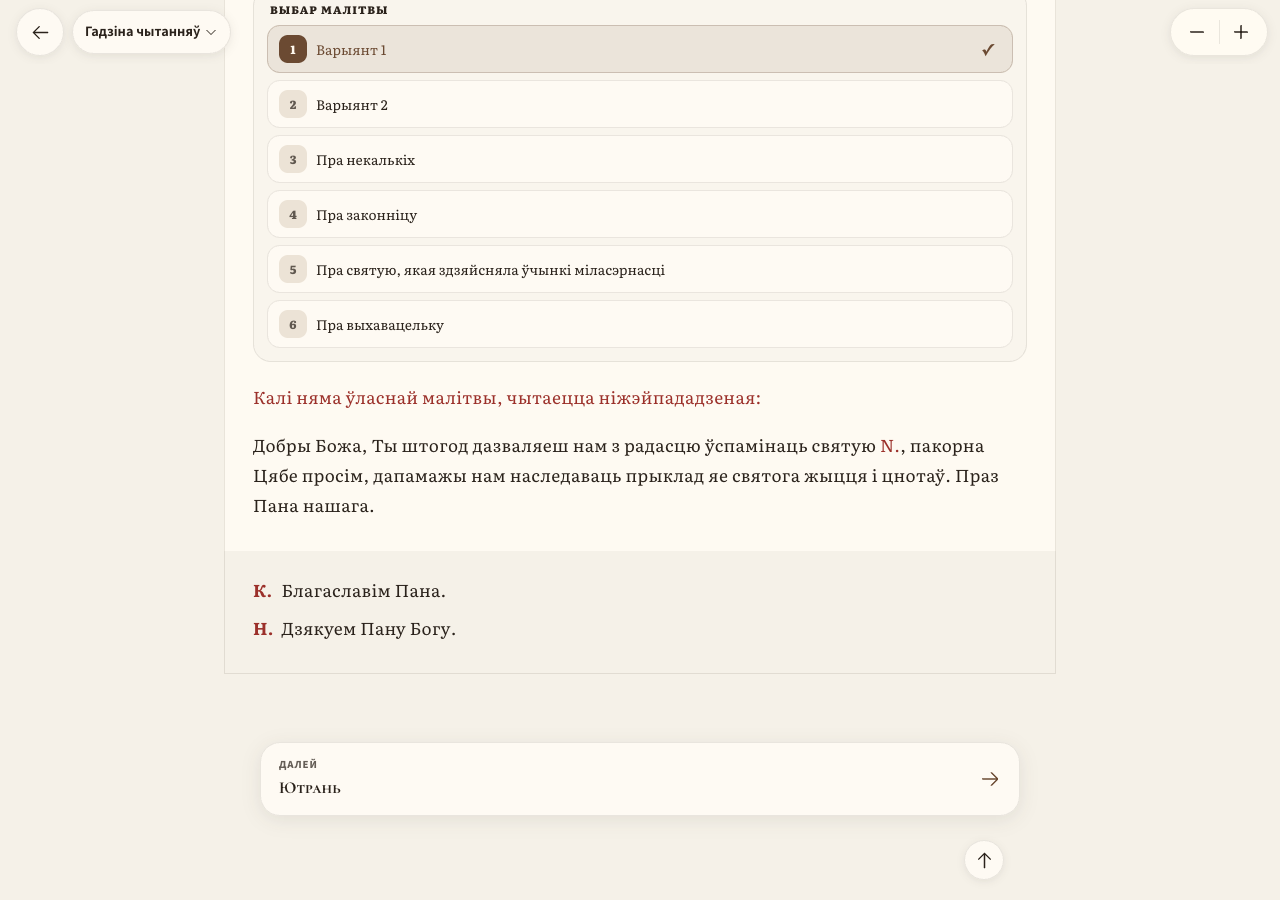 Гадзіна чытанняў
ВЫБАР МАЛІТВЫ
1 Варыянт 1 ✓
2 Варыянт 2
3 Пра некалькіх
4 Пра законніцу
5 Пра святую, якая здзяйсняла ўчынкі міласэрнасці
6 Пра выхавацельку
Калі няма ўласнай малітвы, чытаецца ніжэйпададзеная:
Добры Божа, Ты штогод дазваляеш нам з радасцю ўспамінаць святую N., пакорна
Цябе просім, дапамажы нам наследаваць прыклад яе святога жыцця і цнотаў. Праз
Пана нашага.
К. Благаславім Пана.
Н. Дзякуем Пану Богу.
ДАЛЕЙ
Ютрань